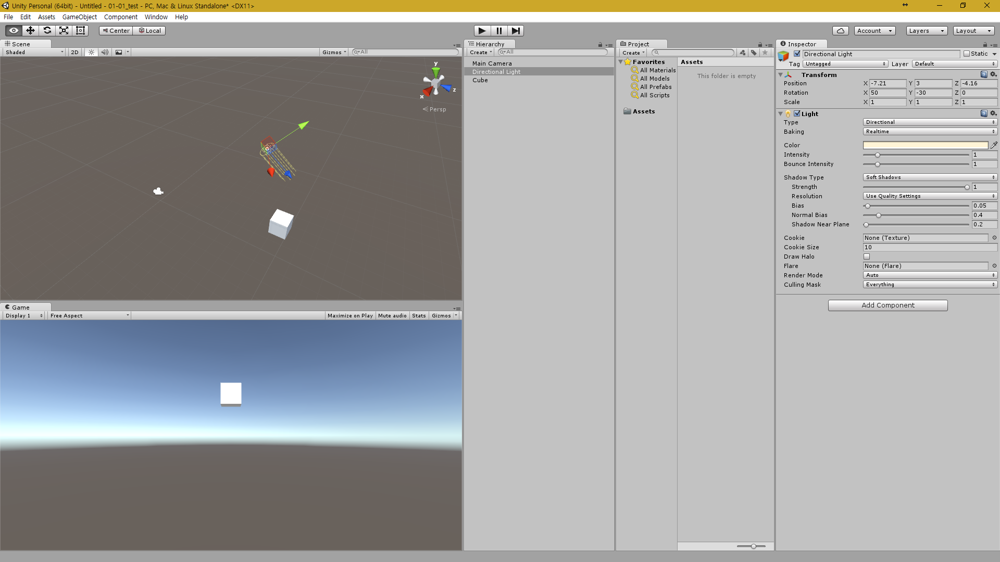 Unity Personal (64bit) - Untitled - 01-01_test - PC, Mac & Linux Standalone* <DX11>
File Edit Assets GameObject Component Window Help
Center Local
Account Layers Layout
Scene
Shaded 2D Gizmos All
y
x
z
Persp
Game
Display 1 Free Aspect Maximize on Play Mute audio Stats Gizmos
Hierarchy
Create All
Main Camera
Directional Light
Cube
Project
Create
Favorites
All Materials
All Models
All Prefabs
All Scripts
Assets
Assets
This folder is empty
Inspector
Directional Light Static
Tag Untagged Layer Default
Transform
Position X -7.21 Y 3 Z -4.16
Rotation X 50 Y -30 Z 0
Scale X 1 Y 1 Z 1
Light
Type Directional
Baking Realtime
Color
Intensity 1
Bounce Intensity 1
Shadow Type Soft Shadows
Strength 1
Resolution Use Quality Settings
Bias 0.05
Normal Bias 0.4
Shadow Near Plane 0.2
Cookie None (Texture)
Cookie Size 10
Draw Halo
Flare None (Flare)
Render Mode Auto
Culling Mask Everything
Add Component